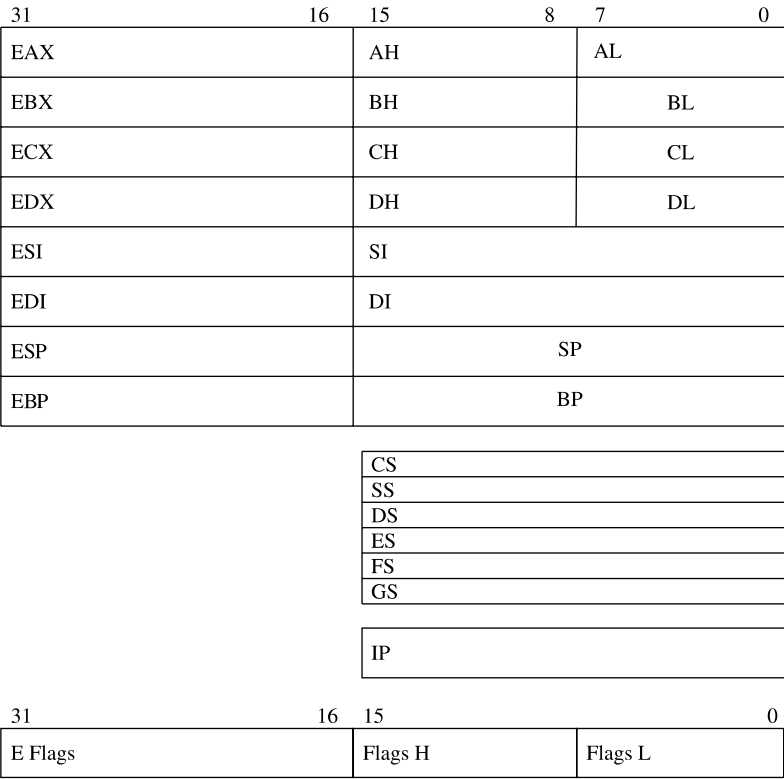 31 16 15 8 7 0
EAX AH AL
EBX BH BL
ECX CH CL
EDX DH DL
ESI SI
EDI DI
ESP SP
EBP BP
CS
SS
DS
ES
FS
GS
IP
31 16 15 0
E Flags Flags H Flags L